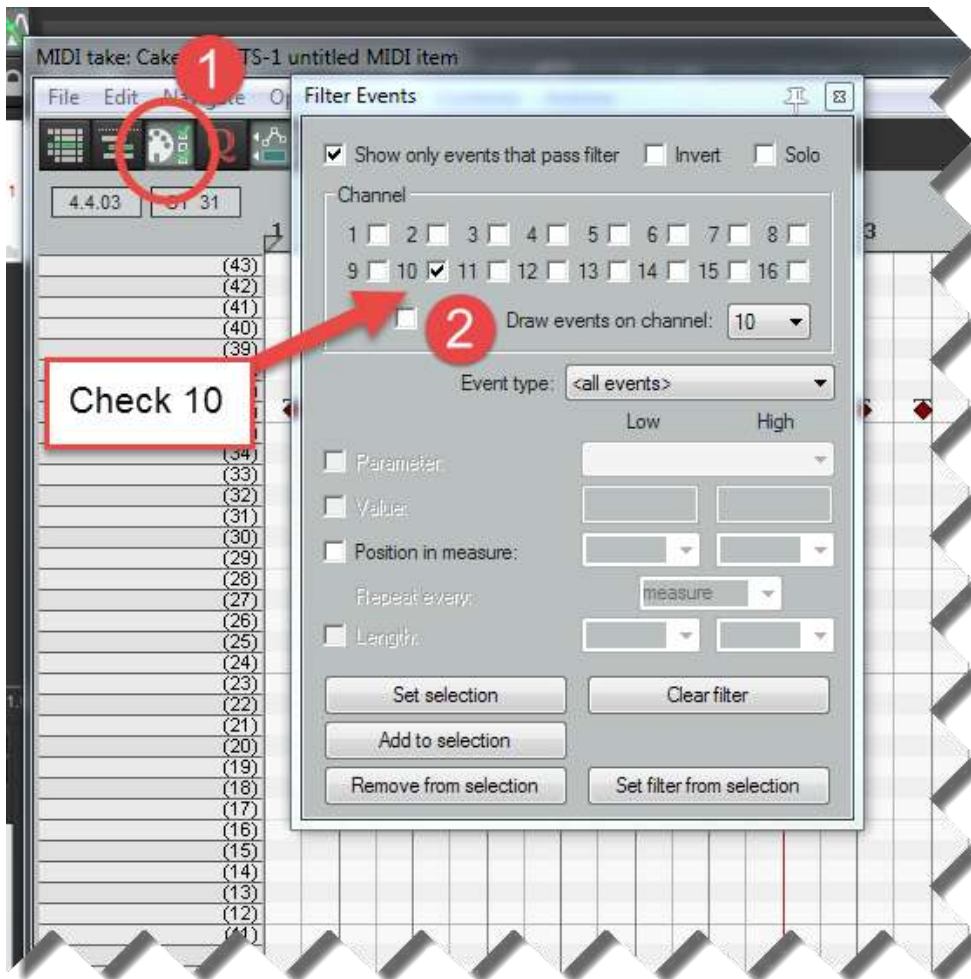 MIDI take: Cake TS-1 untitled MIDI item
1
File Edit Navigate Op
Filter Events
Q
Show only events that pass filter Invert Solo
4.4.03 31
Channel
1 2 3 4 5 6 7 8
9 10 11 12 13 14 15 16
2
Draw events on channel: 10
Check 10
Event type: <all events>
Low High
Parameter:
Value:
Position in measure:
Repeat every: measure
Length:
Set selection Clear filter
Add to selection
Remove from selection Set filter from selection
1
3
(43)
(42)
(41)
(40)
(39)
(34)
(33)
(32)
(31)
(30)
(29)
(28)
(27)
(26)
(25)
(24)
(23)
(22)
(21)
(20)
(19)
(18)
(17)
(16)
(15)
(14)
(13)
(12)
(11)